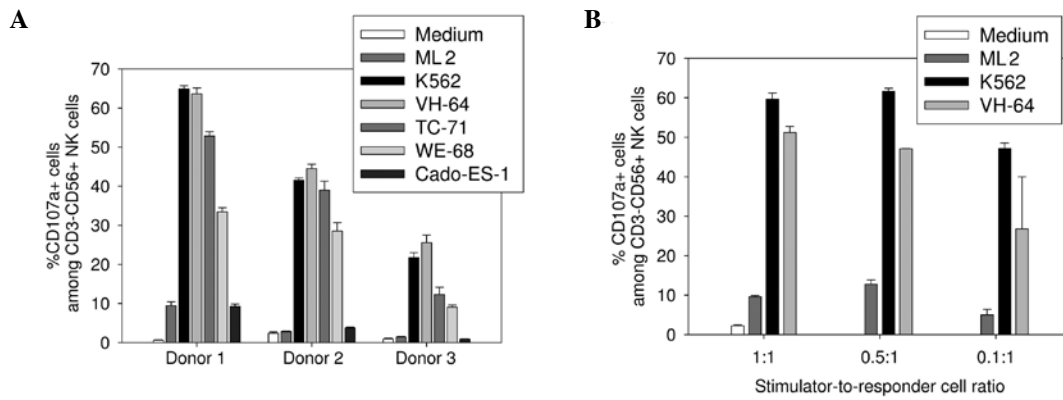 A
Medium
ML 2
K562
VH-64
TC-71
WE-68
Cado-ES-1
%CD107a+ cells
among CD3-CD56+ NK cells
70
60
50
40
30
20
10
0
Donor 1 Donor 2 Donor 3
B
Medium
ML 2
K562
VH-64
% CD107a+ cells
among CD3-CD56+ NK cells
70
60
50
40
30
20
10
0
1:1 0.5:1 0.1:1
Stimulator-to-responder cell ratio